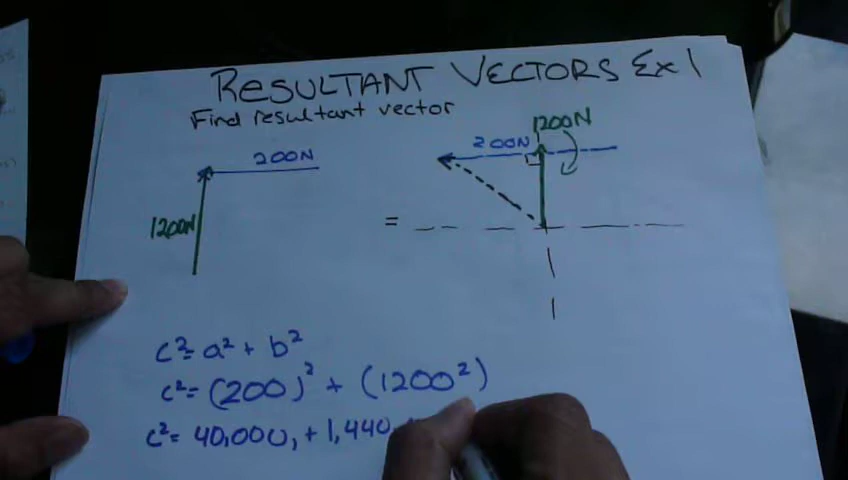 RESULTANT VECTORS Ex 1
Find resultant vector
200N
1200N
=
200N
1200N
c²=a² + b²
c²= (200)² + (1200²)
c²= 40,000, + 1,440,